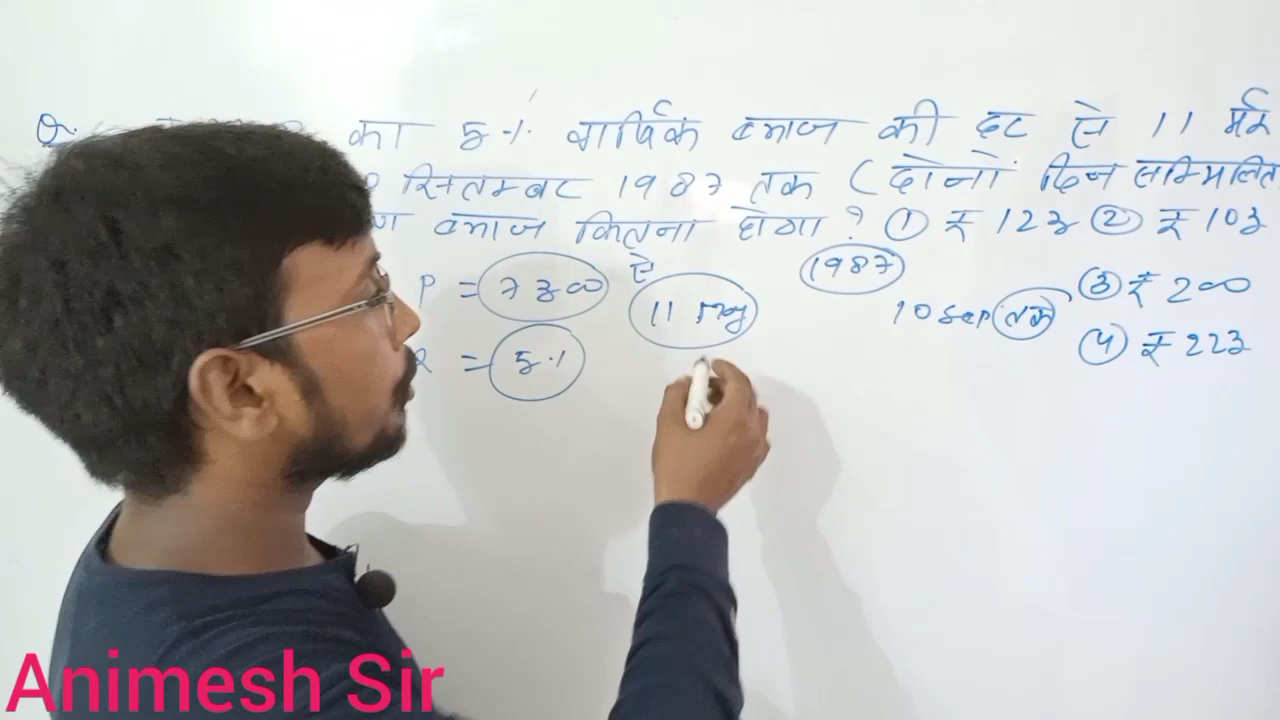 Q. का 5% वार्षिक ब्याज की दर से 11 मई
सितम्बर 1987 तक (दोनों दिन सम्मिलित
ब्याज कितना होगा? ① ₹ 123 ② ₹ 103
③ ₹ 200
④ ₹ 223
P = 7300
से
11 may
1987
10 sep तक
R = 5%
Animesh Sir